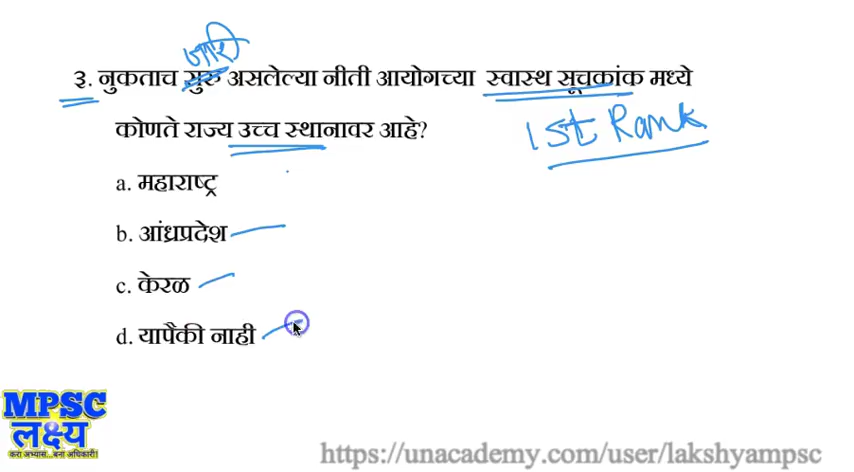 जारी
३. नुकताच सुरु असलेल्या नीती आयोगच्या स्वास्थ सूचकांक मध्ये
कोणते राज्य उच्च स्थानावर आहे?
1st Rank
a. महाराष्ट्र
b. आंध्रप्रदेश
c. केरळ
d. यापैकी नाही
MPSC
लक्ष्य
करा अभ्यास...बना अधिकारी!
https://unacademy.com/user/lakshyampsc